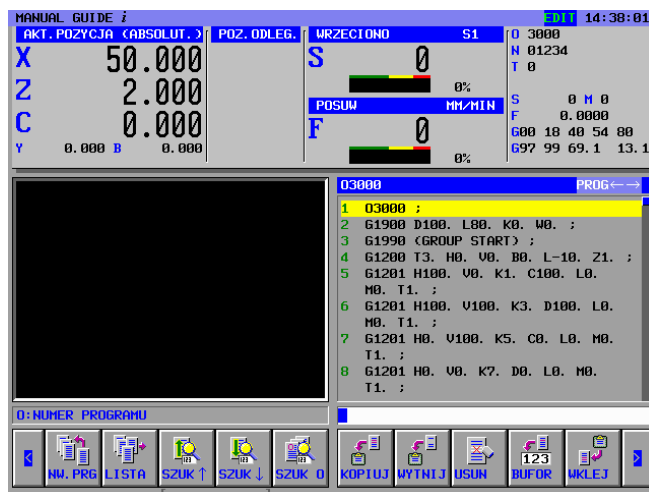 MANUAL GUIDE i EDIT 14:38:01
AKT.POZYCJA (ABSOLUT.) POZ.ODLEG.
X 50.000
Z 2.000
C 0.000
Y 0.000 B 0.000
WRZECIONO S1
S 0
0%
POSUW MM/MIN
F 0
0%
O 3000
N 01234
T 0
S 0 M 0
F 0.0000
G00 18 40 54 80
G97 99 69.1 13.1
O3000 PROG←→
1 O3000 ;
2 G1900 D100. L80. K0. W0. ;
3 G1990 (GROUP START) ;
4 G1200 T3. H0. V0. B0. L-10. Z1. ;
5 G1201 H100. V0. K1. C100. L0.
M0. T1. ;
6 G1201 H100. V100. K3. D100. L0.
M0. T1. ;
7 G1201 H0. V100. K5. C0. L0. M0.
T1. ;
8 G1201 H0. V0. K7. D0. L0. M0.
T1. ;
O:NUMER PROGRAMU
NW.PRG LISTA SZUK↑ SZUK↓ SZUK O KOPIUJ WYTNIJ USUN 123 BUFOR WKLEJ